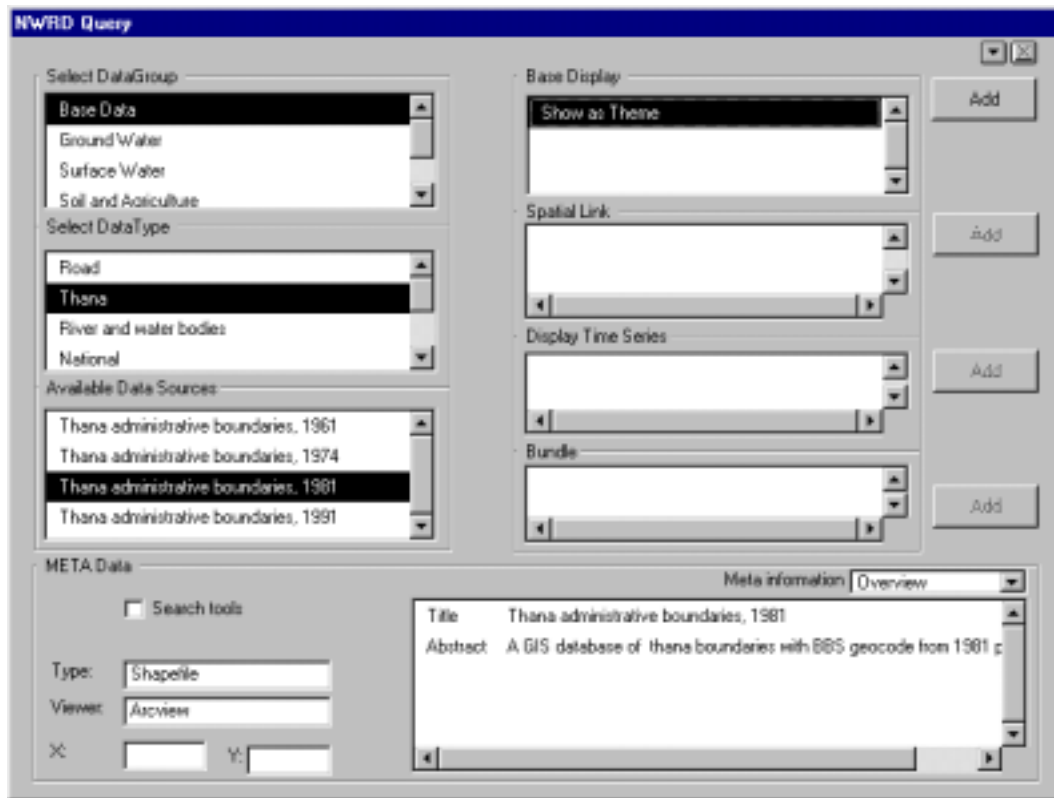 NWRD Query
Select DataGroup
Base Data
Ground Water
Surface Water
Soil and Agriculture
Select DataType
Road
Thana
River and water bodies
National
Available Data Sources
Thana administrative boundaries, 1961
Thana administrative boundaries, 1974
Thana administrative boundaries, 1981
Thana administrative boundaries, 1991
Base Display
Show as Theme
Add
Spatial Link
Add
Display Time Series
Add
Bundle
Add
META Data
Search tools
Type: Shapefile
Viewer: Arcview
X: Y:
Meta information Overview
Title Thana administrative boundaries, 1981
Abstract A GIS database of thana boundaries with BBS geocode from 1981 p